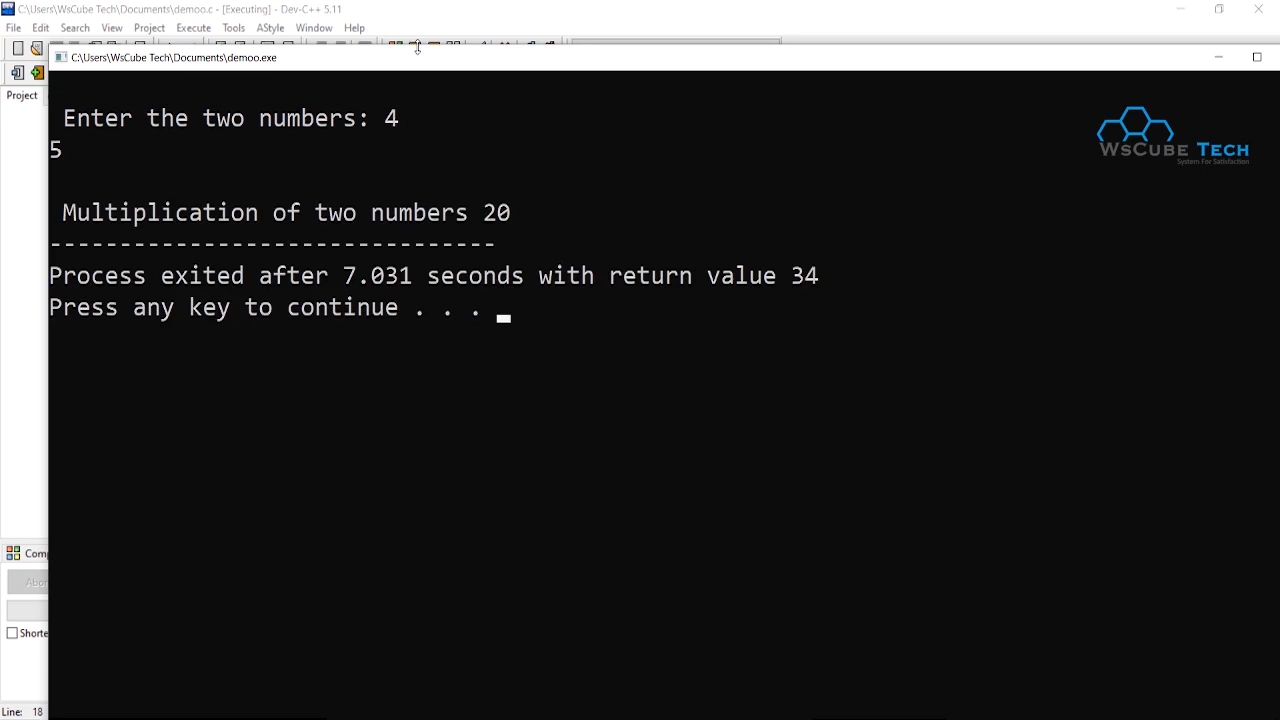 C:\Users\WsCube Tech\Documents\demoo.c - [Executing] - Dev-C++ 5.11
File Edit Search View Project Execute Tools AStyle Window Help
C:\Users\WsCube Tech\Documents\demoo.exe
Project
Enter the two numbers: 4
5
WsCube Tech
System For Satisfaction
Multiplication of two numbers 20
--------------------------------
Process exited after 7.031 seconds with return value 34
Press any key to continue . . .
Comp
Abor
Shorte
Line: 18